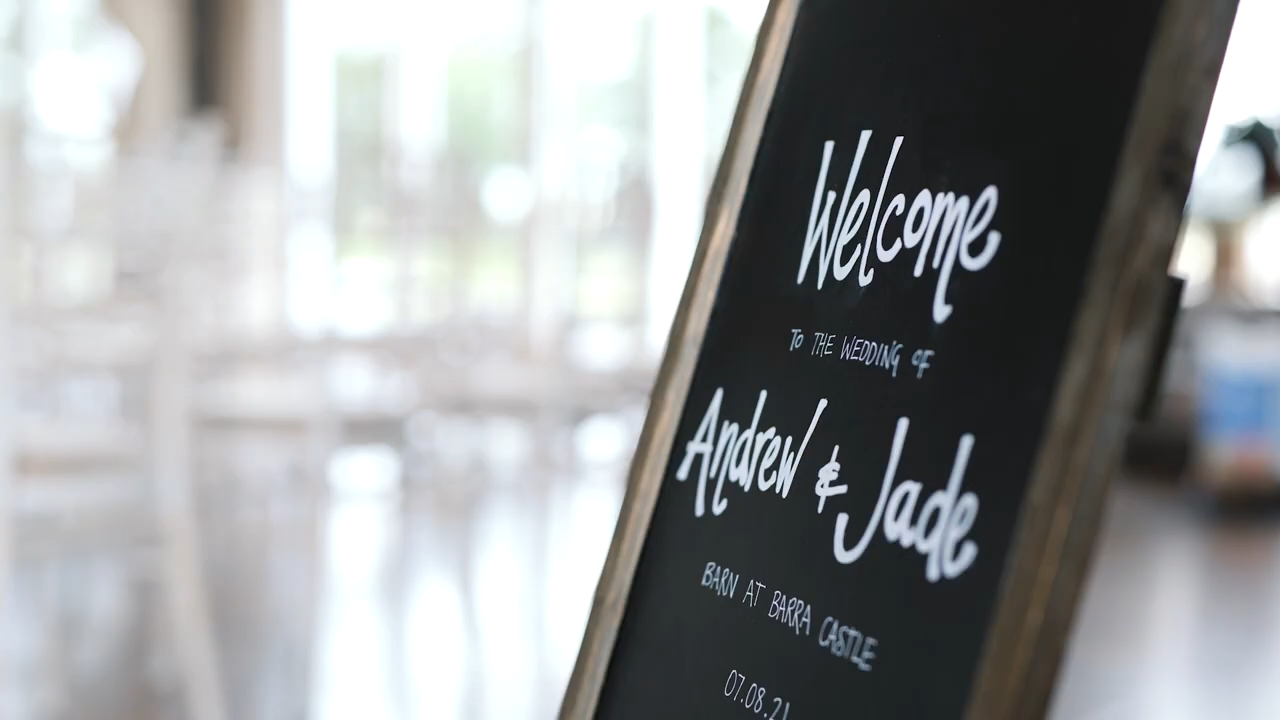 Welcome
TO THE WEDDING OF
Andrew & Jade
BARN AT BARRA CASTLE
07.08.21